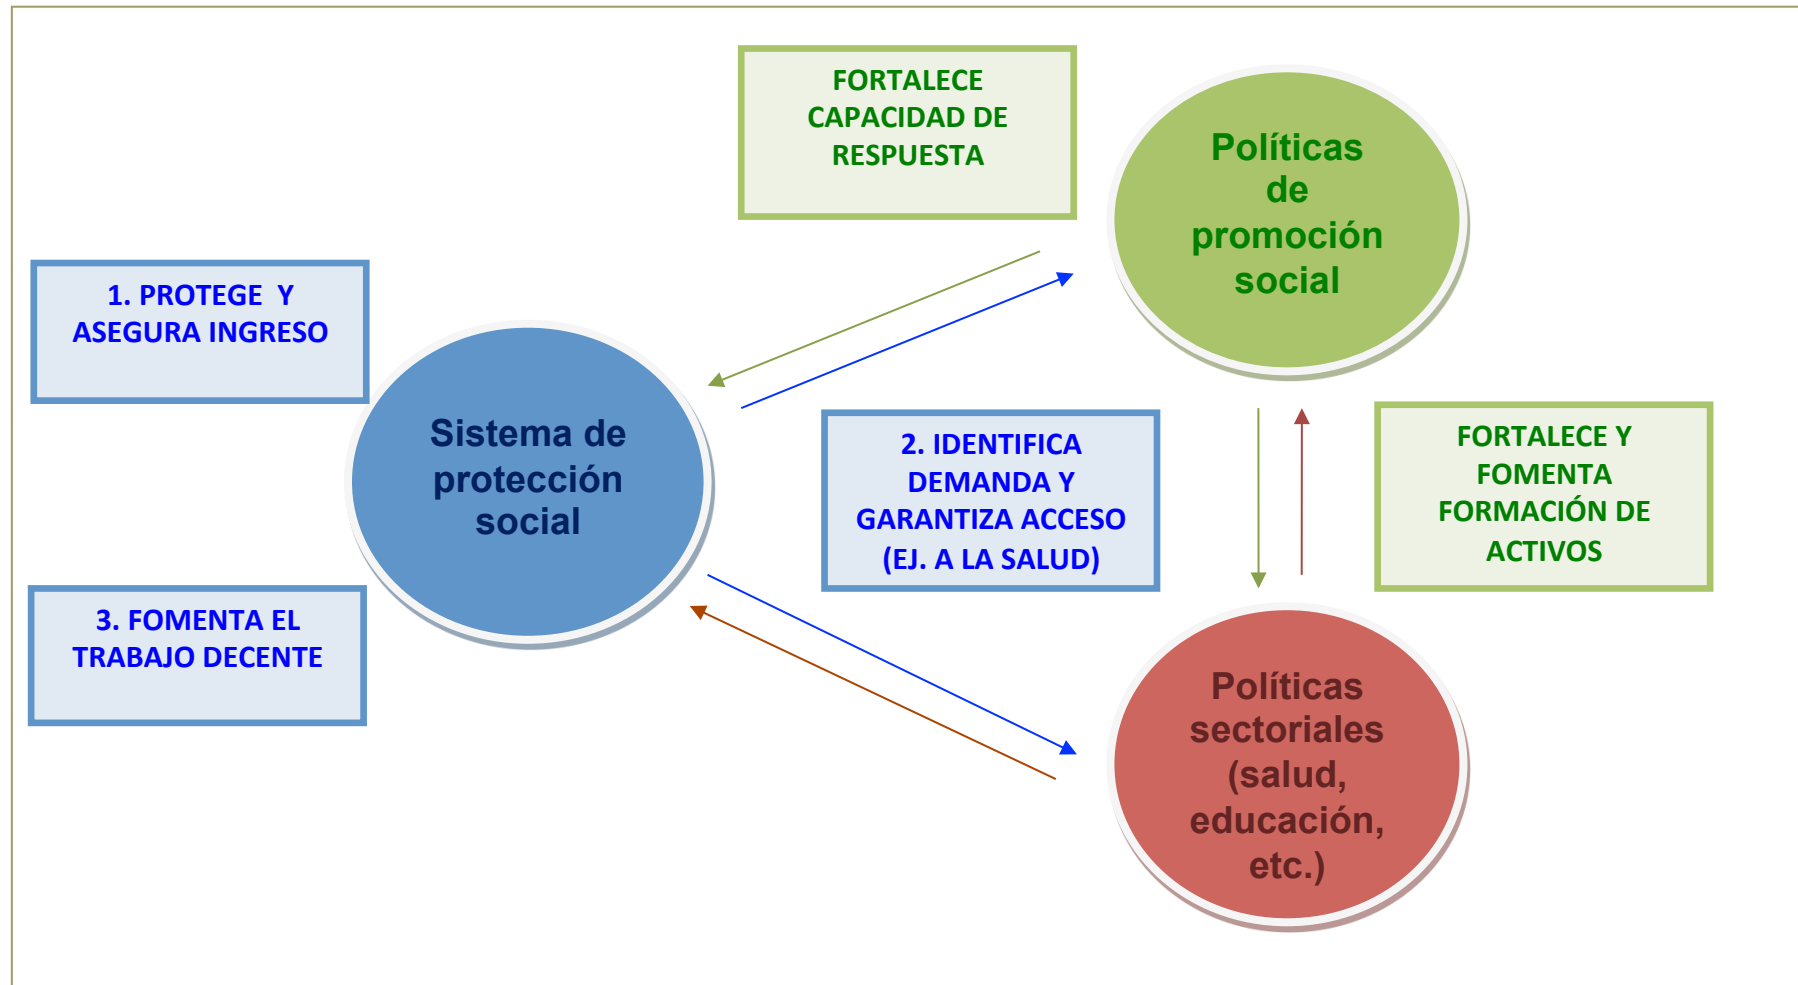 FORTALECE
CAPACIDAD DE
RESPUESTA
Políticas
de
promoción
social
1. PROTEGE Y
ASEGURA INGRESO
Sistema de
protección
social
2. IDENTIFICA
DEMANDA Y
GARANTIZA ACCESO
(EJ. A LA SALUD)
FORTALECE Y
FOMENTA
FORMACIÓN DE
ACTIVOS
3. FOMENTA EL
TRABAJO DECENTE
Políticas
sectoriales
(salud,
educación,
etc.)